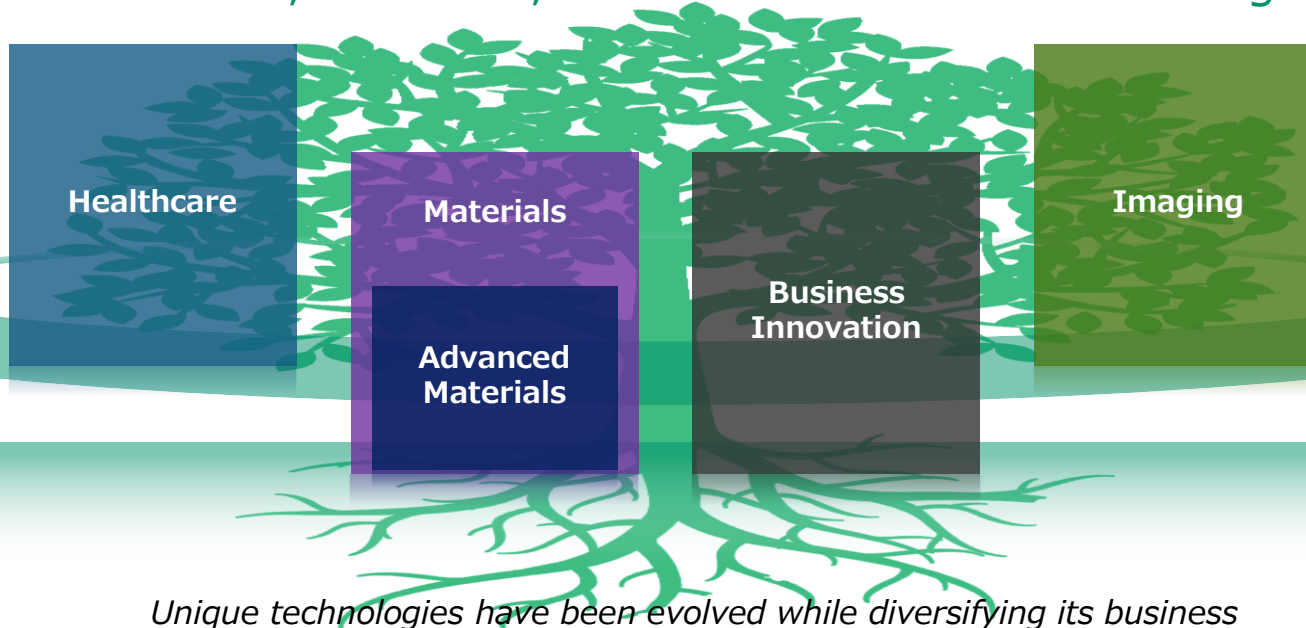 Healthcare
Materials
Advanced
Materials
Business
Innovation
Imaging
Unique technologies have been evolved while diversifying its business